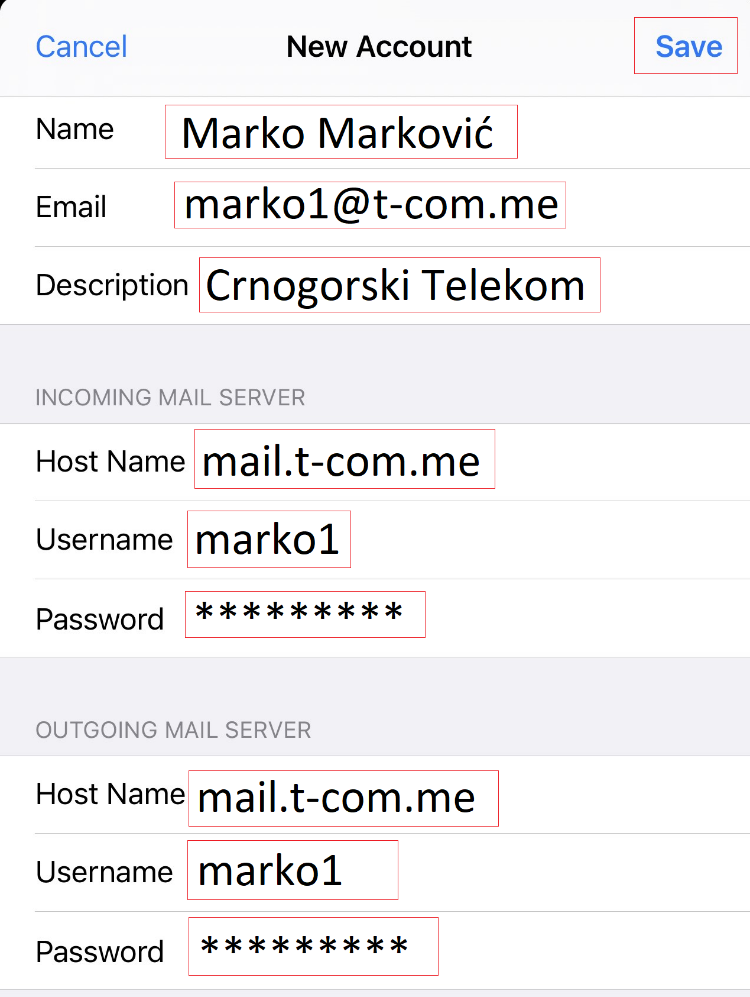 Cancel New Account Save
Name Marko Marković
Email marko1@t-com.me
Description Crnogorski Telekom
INCOMING MAIL SERVER
Host Name mail.t-com.me
Username marko1
Password *********
OUTGOING MAIL SERVER
Host Name mail.t-com.me
Username marko1
Password *********